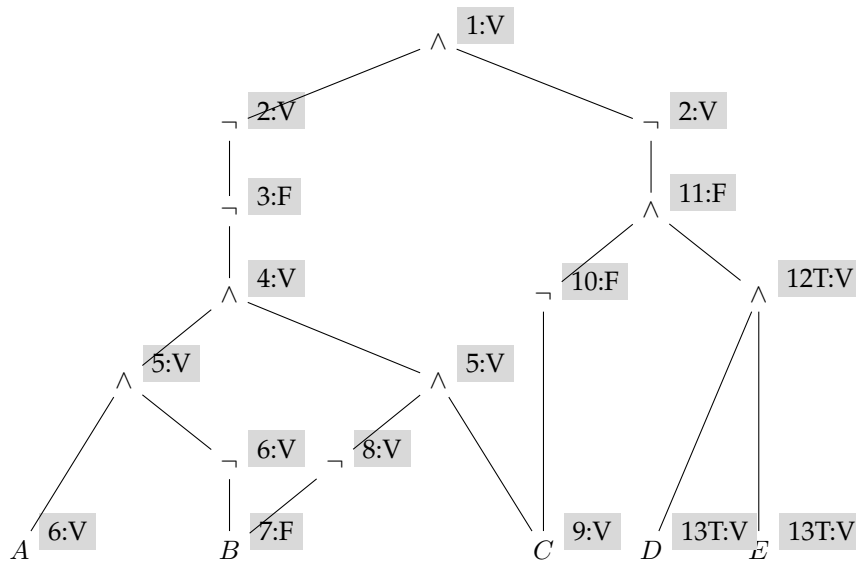 ∧ 1:V
¬ 2:V ¬ 2:V
¬ 3:F ∧ 11:F
∧ 4:V ¬ 10:F ∧ 12T:V
∧ 5:V ∧ 5:V
¬ 6:V ¬ 8:V
A 6:V B 7:F C 9:V D 13T:V E 13T:V